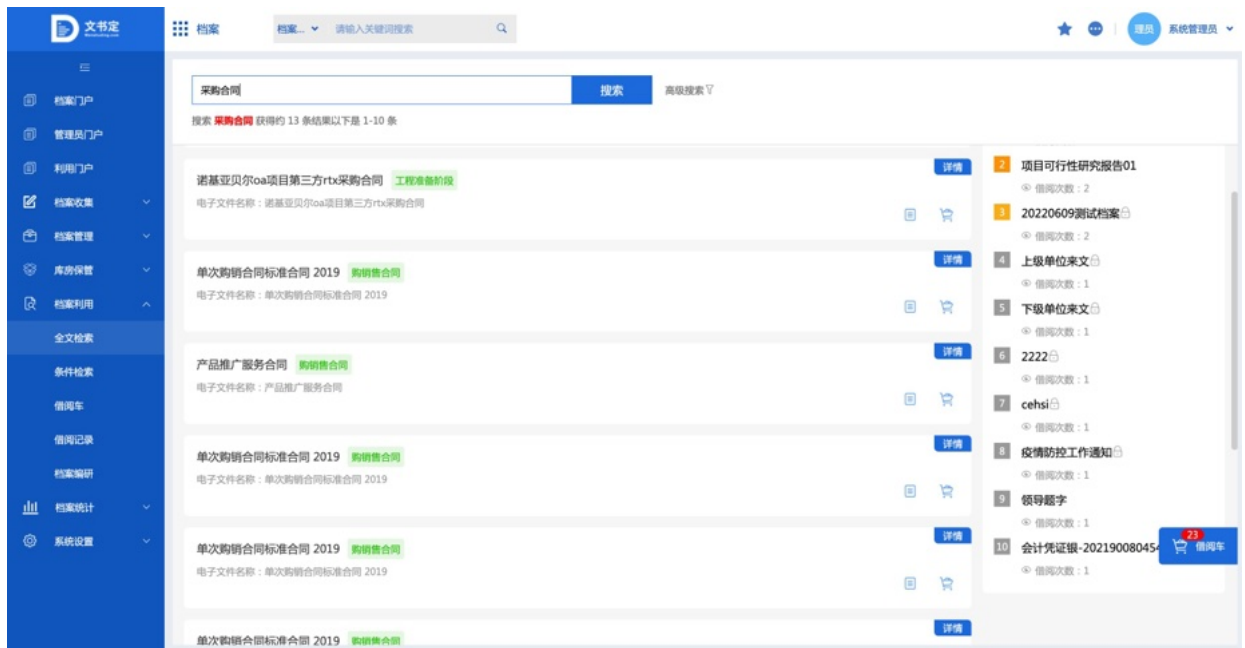 文书定
档案
档案...
请输入关键词搜索
理员
系统管理员
档案门户
管理员门户
利用门户
档案收集
档案管理
库房保管
档案利用
全文检索
条件检索
借阅车
借阅记录
档案编研
档案统计
系统设置
采购合同
搜索
高级搜索
搜索 采购合同 获得约 13 条结果以下是 1-10 条
详情
诺基亚贝尔oa项目第三方rtx采购合同 工程准备阶段
电子文件名称：诺基亚贝尔oa项目第三方rtx采购合同
详情
单次购销合同标准合同 2019 购销售合同
电子文件名称：单次购销合同标准合同 2019
详情
产品推广服务合同 购销售合同
电子文件名称：产品推广服务合同
详情
单次购销合同标准合同 2019 购销售合同
电子文件名称：单次购销合同标准合同 2019
详情
单次购销合同标准合同 2019 购销售合同
电子文件名称：单次购销合同标准合同 2019
详情
单次购销合同标准合同 2019 购销售合同
2 项目可行性研究报告01
借阅次数：2
3 20220609测试档案
借阅次数：2
4 上级单位来文
借阅次数：1
5 下级单位来文
借阅次数：1
6 2222
借阅次数：1
7 cehsi
借阅次数：1
8 疫情防控工作通知
借阅次数：1
9 领导题字
借阅次数：1
10 会计凭证银-202190080454
借阅次数：1
23
借阅车